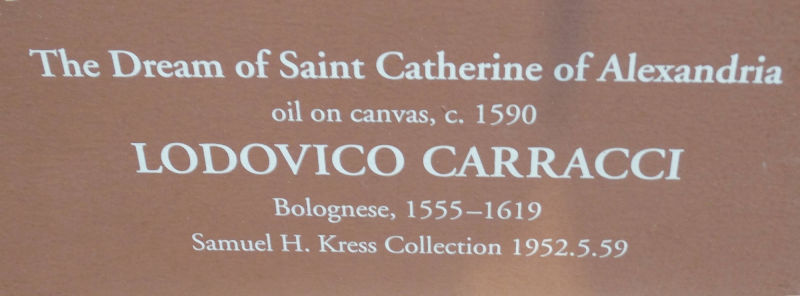 The Dream of Saint Catherine of Alexandria
oil on canvas, c. 1590
LODOVICO CARRACCI
Bolognese, 1555–1619
Samuel H. Kress Collection 1952.5.59